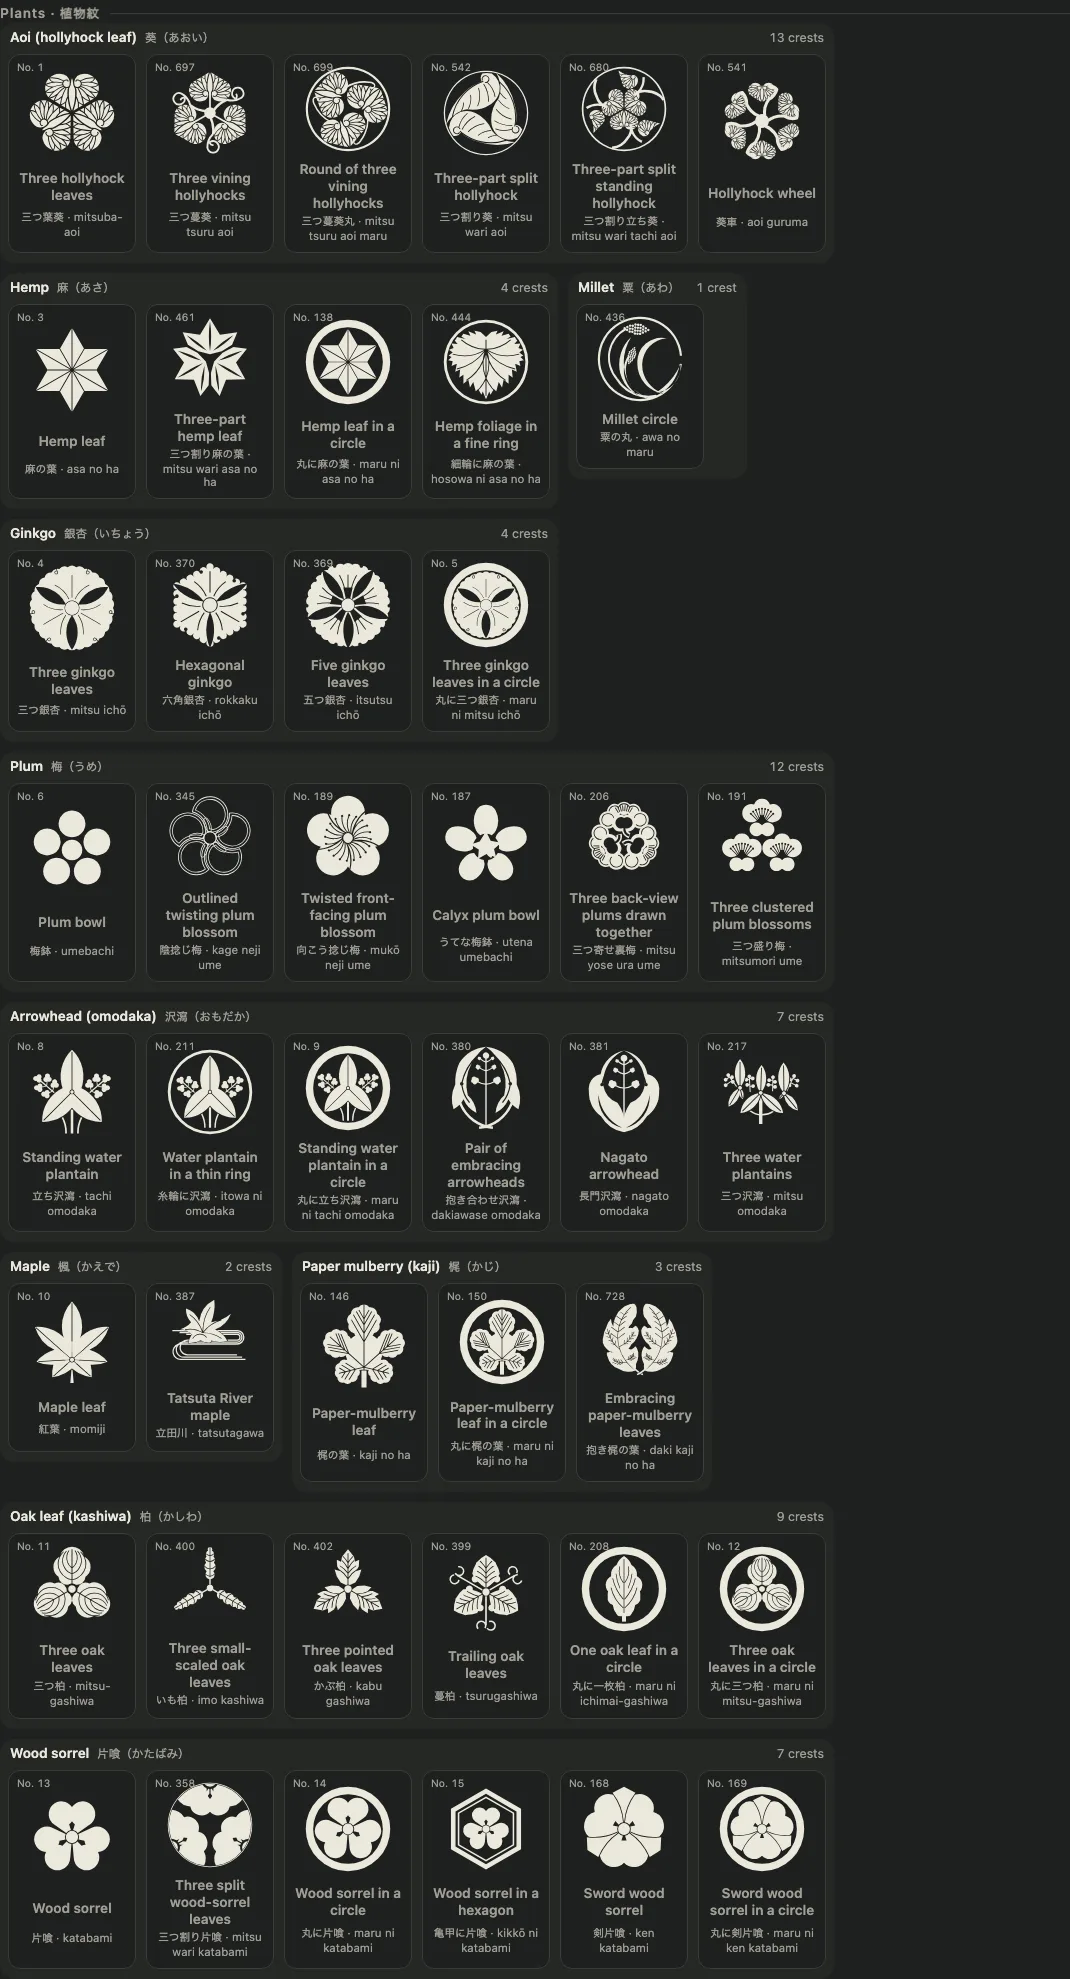 Plants · 植物紋
Aoi (hollyhock leaf) 葵（あおい） 13 crests
No. 1
Three hollyhock
leaves
三つ葉葵 · mitsuba-
aoi
No. 697
Three vining
hollyhocks
三つ蔓葵 · mitsu
tsuru aoi
No. 699
Round of three
vining
hollyhocks
三つ蔓葵丸 · mitsu
tsuru aoi maru
No. 542
Three-part split
hollyhock
三つ割り葵 · mitsu
wari aoi
No. 680
Three-part split
standing
hollyhock
三つ割り立ち葵 ·
mitsu wari tachi aoi
No. 541
Hollyhock wheel
葵車 · aoi guruma
Hemp 麻（あさ） 4 crests
No. 3
Hemp leaf
麻の葉 · asa no ha
No. 461
Three-part
hemp leaf
三つ割り麻の葉 ·
mitsu wari asa no
ha
No. 138
Hemp leaf in a
circle
丸に麻の葉 · maru ni
asa no ha
No. 444
Hemp foliage in
a fine ring
細輪に麻の葉 ·
hosowa ni asa no ha
Millet 粟（あわ） 1 crest
No. 436
Millet circle
粟の丸 · awa no
maru
Ginkgo 銀杏（いちょう） 4 crests
No. 4
Three ginkgo
leaves
三つ銀杏 · mitsu ichō
No. 370
Hexagonal
ginkgo
六角銀杏 · rokkaku
ichō
No. 369
Five ginkgo
leaves
五つ銀杏 · itsutsu
ichō
No. 5
Three ginkgo
leaves in a circle
丸に三つ銀杏 · maru
ni mitsu ichō
Plum 梅（うめ） 12 crests
No. 6
Plum bowl
梅鉢 · umebachi
No. 345
Outlined
twisting plum
blossom
陰捻じ梅 · kage neji
ume
No. 189
Twisted front-
facing plum
blossom
向こう捻じ梅 · mukō
neji ume
No. 187
Calyx plum bowl
うてな梅鉢 · utena
umebachi
No. 206
Three back-view
plums drawn
together
三つ寄せ裏梅 · mitsu
yose ura ume
No. 191
Three clustered
plum blossoms
三つ盛り梅 ·
mitsumori ume
Arrowhead (omodaka) 沢瀉（おもだか） 7 crests
No. 8
Standing water
plantain
立ち沢瀉 · tachi
omodaka
No. 211
Water plantain
in a thin ring
糸輪に沢瀉 · itowa ni
omodaka
No. 9
Standing water
plantain in a
circle
丸に立ち沢瀉 · maru
ni tachi omodaka
No. 380
Pair of
embracing
arrowheads
抱き合わせ沢瀉 ·
dakiawase omodaka
No. 381
Nagato
arrowhead
長門沢瀉 · nagato
omodaka
No. 217
Three water
plantains
三つ沢瀉 · mitsu
omodaka
Maple 楓（かえで） 2 crests
No. 10
Maple leaf
紅葉 · momiji
No. 387
Tatsuta River
maple
立田川 · tatsutagawa
Paper mulberry (kaji) 梶（かじ） 3 crests
No. 146
Paper-mulberry
leaf
梶の葉 · kaji no ha
No. 150
Paper-mulberry
leaf in a circle
丸に梶の葉 · maru ni
kaji no ha
No. 728
Embracing
paper-mulberry
leaves
抱き梶の葉 · daki kaji
no ha
Oak leaf (kashiwa) 柏（かしわ） 9 crests
No. 11
Three oak
leaves
三つ柏 · mitsu-
gashiwa
No. 400
Three small-
scaled oak
leaves
いも柏 · imo kashiwa
No. 402
Three pointed
oak leaves
かぶ柏 · kabu
gashiwa
No. 399
Trailing oak
leaves
蔓柏 · tsurugashiwa
No. 208
One oak leaf in a
circle
丸に一枚柏 · maru ni
ichimai-gashiwa
No. 12
Three oak
leaves in a circle
丸に三つ柏 · maru ni
mitsu-gashiwa
Wood sorrel 片喰（かたばみ） 7 crests
No. 13
Wood sorrel
片喰 · katabami
No. 358
Three split
wood-sorrel
leaves
三つ割り片喰 · mitsu
wari katabami
No. 14
Wood sorrel in a
circle
丸に片喰 · maru ni
katabami
No. 15
Wood sorrel in a
hexagon
亀甲に片喰 · kikkō ni
katabami
No. 168
Sword wood
sorrel
剣片喰 · ken
katabami
No. 169
Sword wood
sorrel in a circle
丸に剣片喰 · maru ni
ken katabami